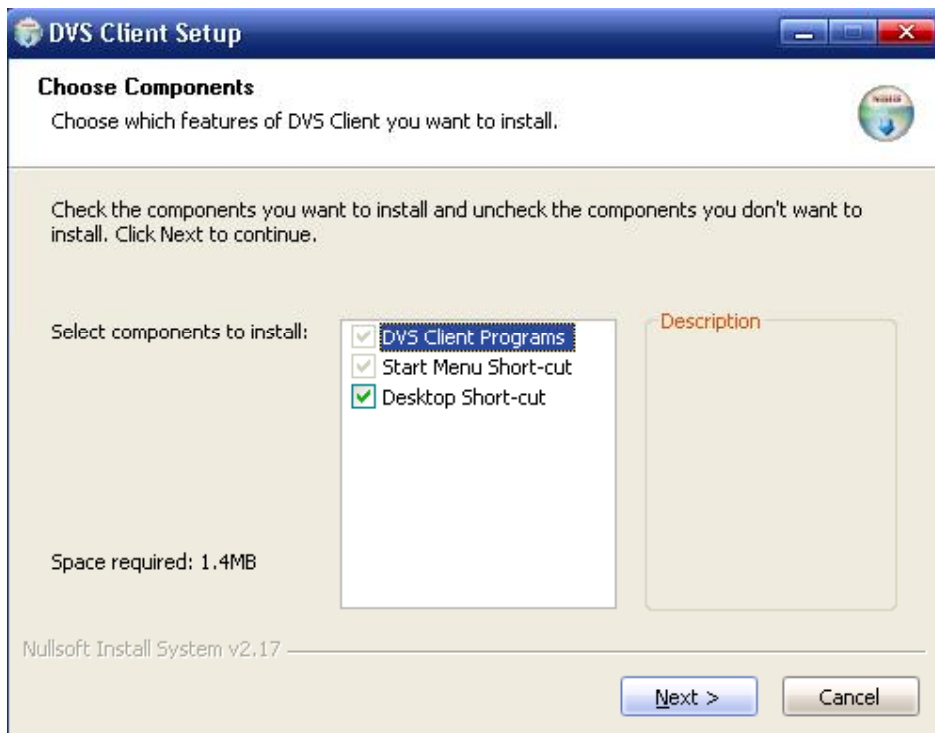 DVS Client Setup
Choose Components
Choose which features of DVS Client you want to install.
Check the components you want to install and uncheck the components you don't want to
install. Click Next to continue.
Select components to install:
DVS Client Programs
Start Menu Short-cut
Desktop Short-cut
Description
Space required: 1.4MB
Nullsoft Install System v2.17
Next >
Cancel